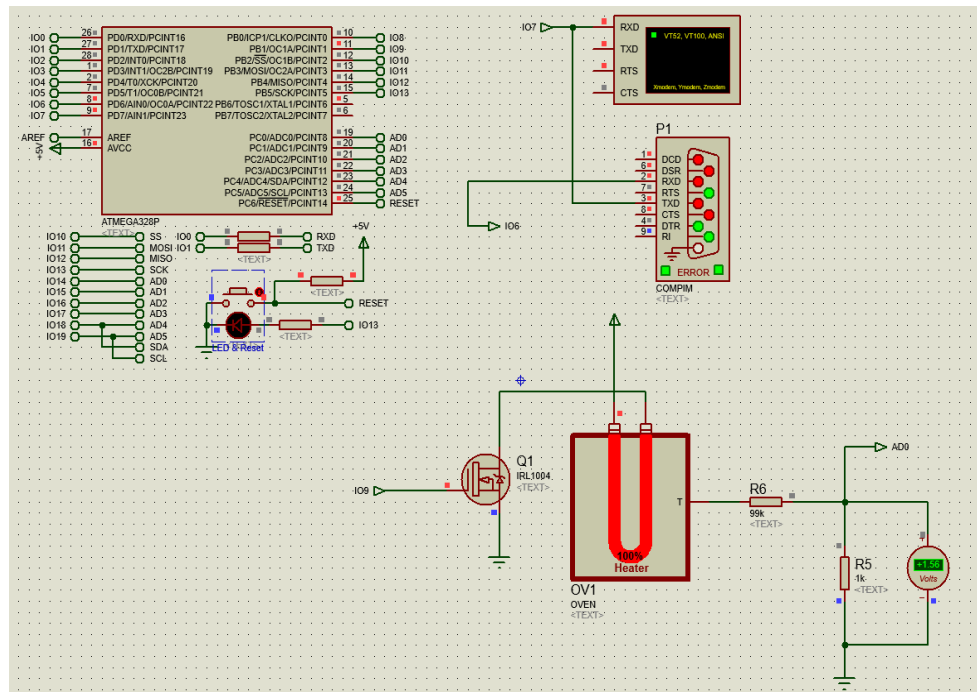 IO0 26 PD0/RXD/PCINT16 PB0/ICP1/CLKO/PCINT0 10 IO8
IO1 27 PD1/TXD/PCINT17 PB1/OC1A/PCINT1 11 IO9
IO2 28 PD2/INT0/PCINT18 PB2/SS/OC1B/PCINT2 12 IO10
IO3 1 PD3/INT1/OC2B/PCINT19 PB3/MOSI/OC2A/PCINT3 13 IO11
IO4 2 PD4/T0/XCK/PCINT20 PB4/MISO/PCINT4 14 IO12
IO5 7 PD5/T1/OC0B/PCINT21 PB5/SCK/PCINT5 15 IO13
IO6 8 PD6/AIN0/OC0A/PCINT22 PB6/TOSC1/XTAL1/PCINT6 5
IO7 9 PD7/AIN1/PCINT23 PB7/TOSC2/XTAL2/PCINT7 6
AREF 17 AREF PC0/ADC0/PCINT8 19 AD0
+5V 16 AVCC PC1/ADC1/PCINT9 20 AD1
PC2/ADC2/PCINT10 21 AD2
PC3/ADC3/PCINT11 22 AD3
PC4/ADC4/SDA/PCINT12 23 AD4
PC5/ADC5/SCL/PCINT13 24 AD5
PC6/RESET/PCINT14 25 RESET
ATMEGA328P
<TEXT>
IO10 SS
IO11 MOSI
IO12 MISO
IO13 SCK
IO14 AD0
IO15 AD1
IO16 AD2
IO17 AD3
IO18 AD4
IO19 AD5
SDA
SCL
IO0 RXD
IO1 TXD
<TEXT>
+5V
<TEXT>
RESET
IO13
<TEXT>
LED & Reset
IO7
RXD
TXD
RTS
CTS
VT52, VT100, ANSI
Xmodem, Ymodem, Zmodem
P1
1 DCD
6 DSR
2 RXD
7 RTS
3 TXD
8 CTS
4 DTR
9 RI
ERROR
COMPIM
<TEXT>
IO6
IO9
Q1
IRL1004
<TEXT>
T
100%
Heater
OV1
OVEN
<TEXT>
R6
99k
<TEXT>
AD0
R5
1k
<TEXT>
+
+1.56
Volts
−